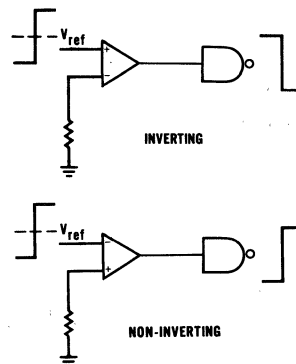 Vref
+
−
INVERTING
Vref
−
+
NON-INVERTING